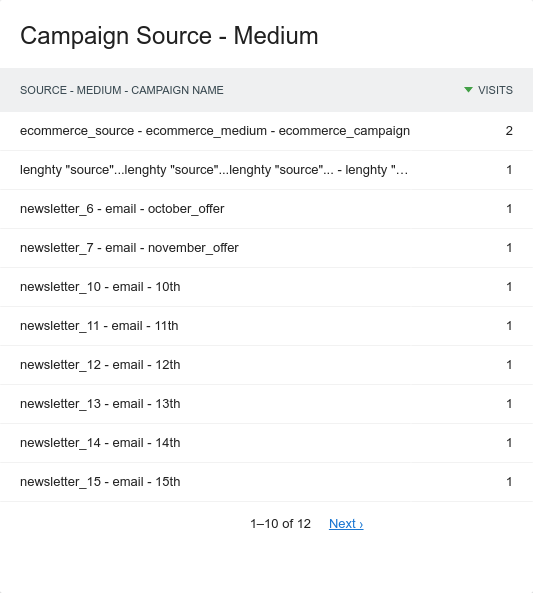 Campaign Source - Medium
SOURCE - MEDIUM - CAMPAIGN NAME VISITS
ecommerce_source - ecommerce_medium - ecommerce_campaign 2
lenghty "source"...lenghty "source"...lenghty "source"... - lenghty "… 1
newsletter_6 - email - october_offer 1
newsletter_7 - email - november_offer 1
newsletter_10 - email - 10th 1
newsletter_11 - email - 11th 1
newsletter_12 - email - 12th 1
newsletter_13 - email - 13th 1
newsletter_14 - email - 14th 1
newsletter_15 - email - 15th 1
1–10 of 12 Next ›